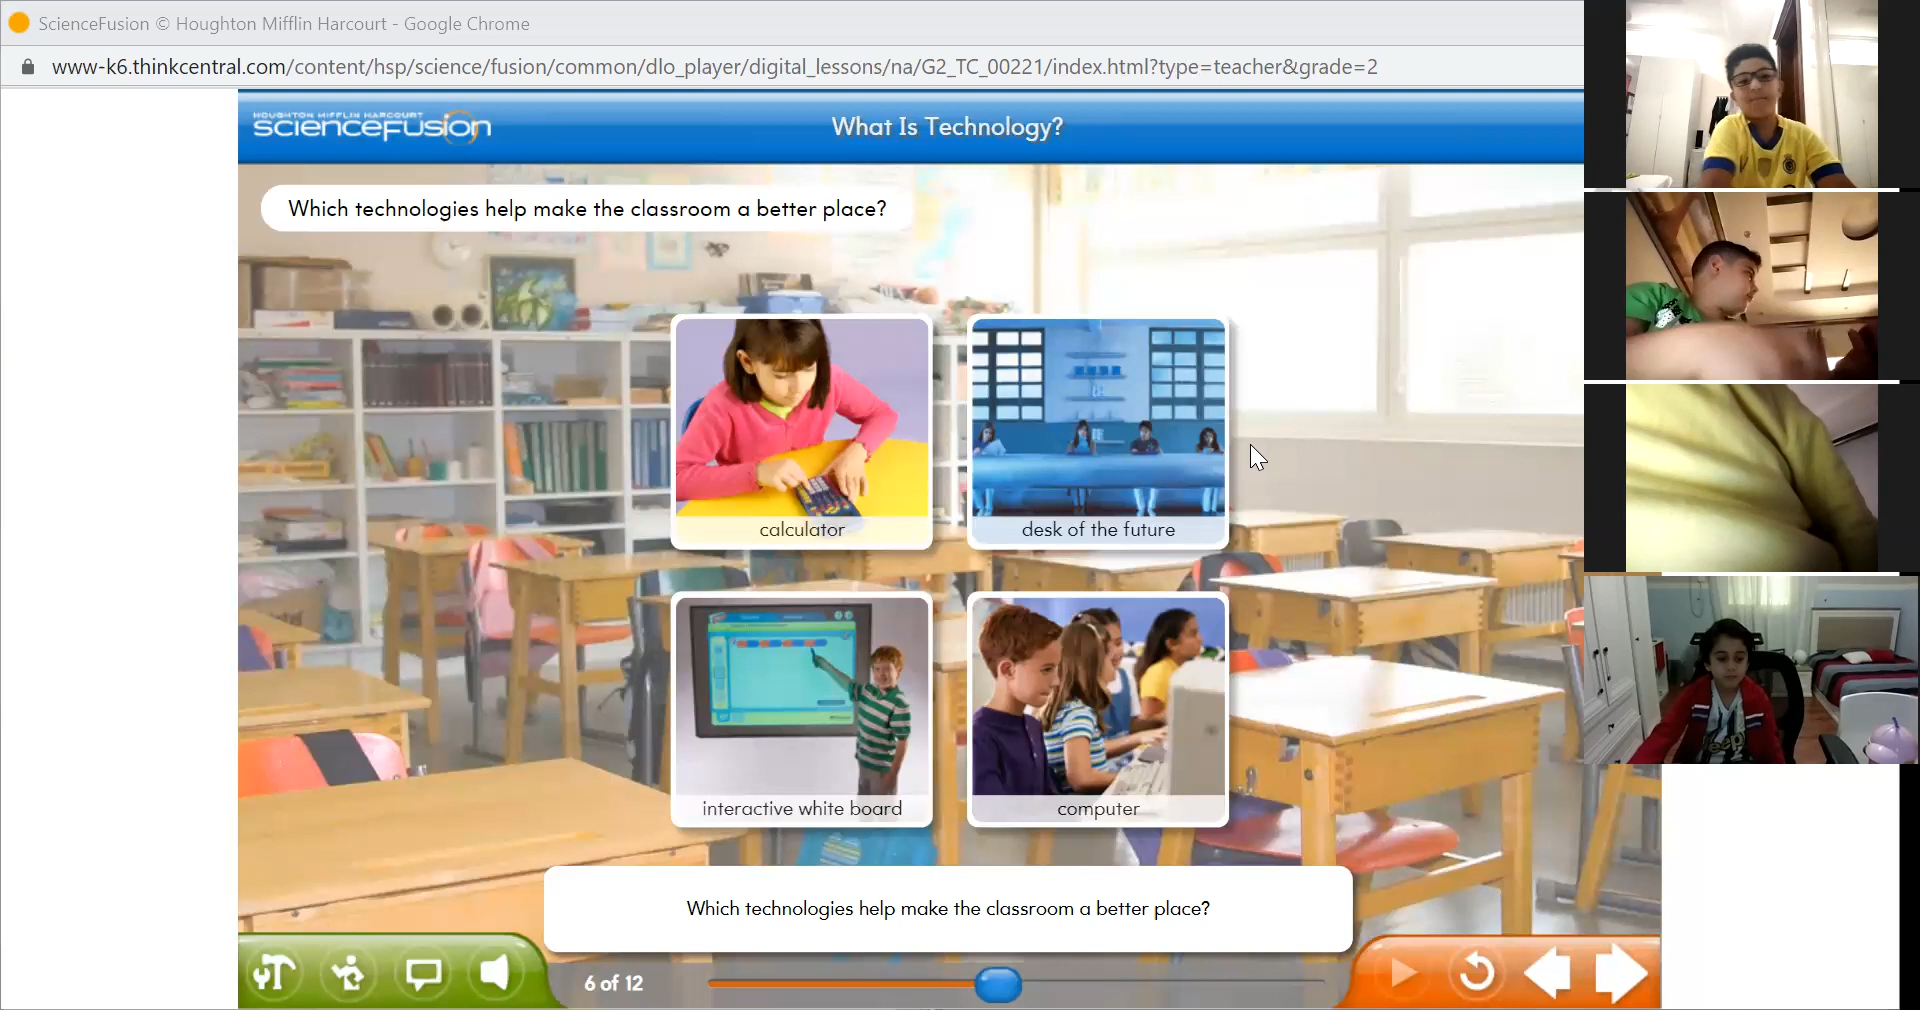 ScienceFusion © Houghton Mifflin Harcourt - Google Chrome
www-k6.thinkcentral.com/content/hsp/science/fusion/common/dlo_player/digital_lessons/na/G2_TC_00221/index.html?type=teacher&grade=2
HOUGHTON MIFFLIN HARCOURT
scienceFusion
What Is Technology?
Which technologies help make the classroom a better place?
calculator
desk of the future
interactive white board
computer
Which technologies help make the classroom a better place?
6 of 12